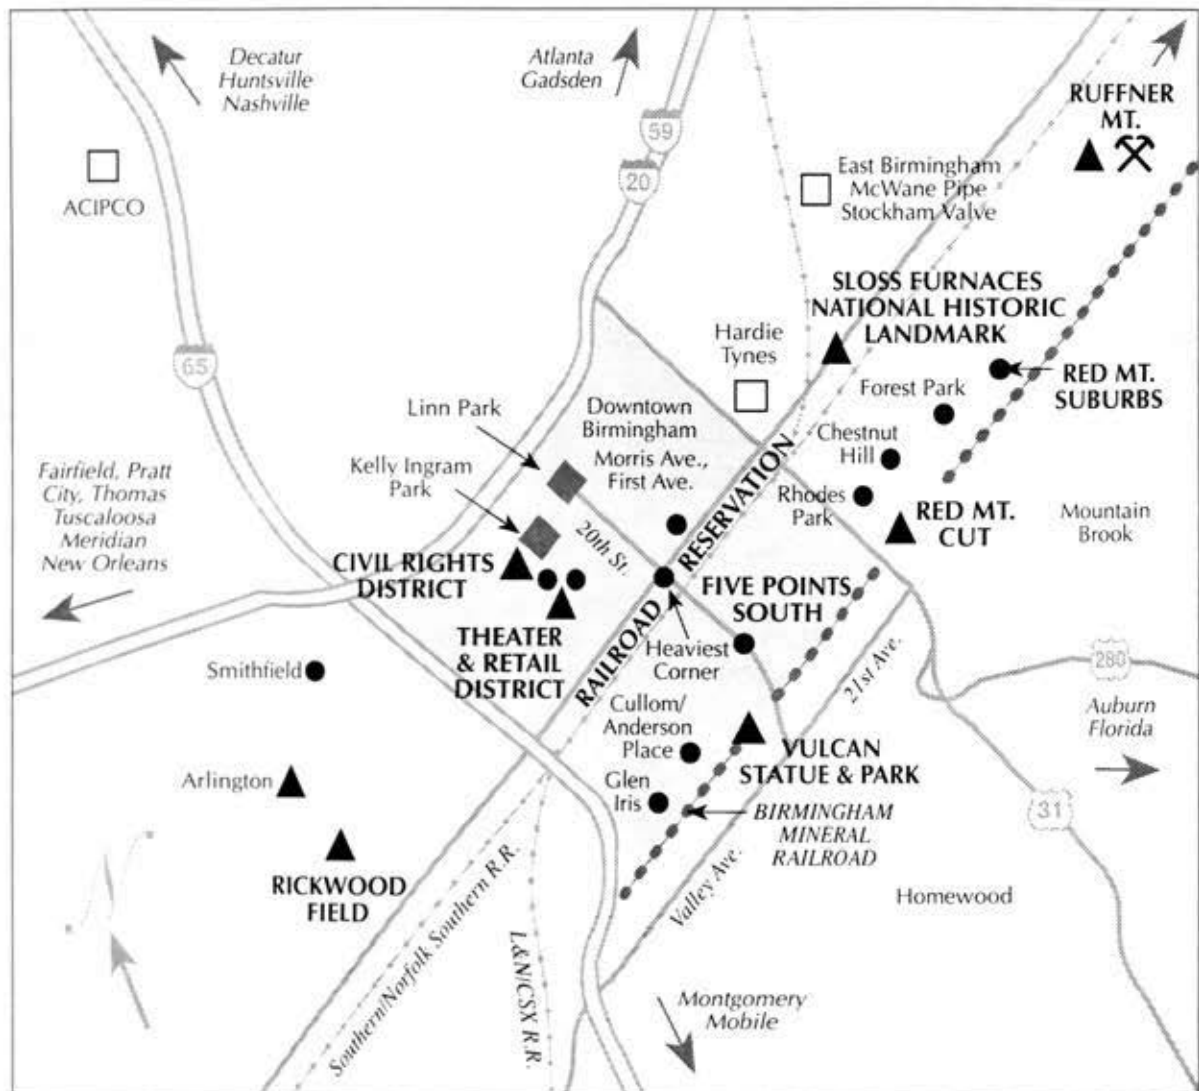 Decatur
Huntsville
Nashville
Atlanta
Gadsden
59
20
RUFFNER
MT.
ACIPCO
East Birmingham
McWane Pipe
Stockham Valve
SLOSS FURNACES
NATIONAL HISTORIC
LANDMARK
Hardie
Tynes
65
RED MT.
SUBURBS
Forest Park
Linn Park
Downtown
Birmingham
Chestnut
Hill
Kelly Ingram
Park
Morris Ave.,
First Ave.
Fairfield, Pratt
City, Thomas
Tuscaloosa
Meridian
New Orleans
Rhodes
Park
RED MT.
CUT
Mountain
Brook
20th St.
RAILROAD RESERVATION
CIVIL RIGHTS
DISTRICT
FIVE POINTS
SOUTH
THEATER
& RETAIL
DISTRICT
Heaviest
Corner
21st Ave.
280
Smithfield
Cullom/
Anderson
Place
Auburn
Florida
VULCAN
STATUE & PARK
Arlington
Glen
Iris
BIRMINGHAM
MINERAL
RAILROAD
31
RICKWOOD
FIELD
Valley Ave.
Homewood
Southern/Norfolk Southern R.R.
L&N/CSX R.R.
Montgomery
Mobile